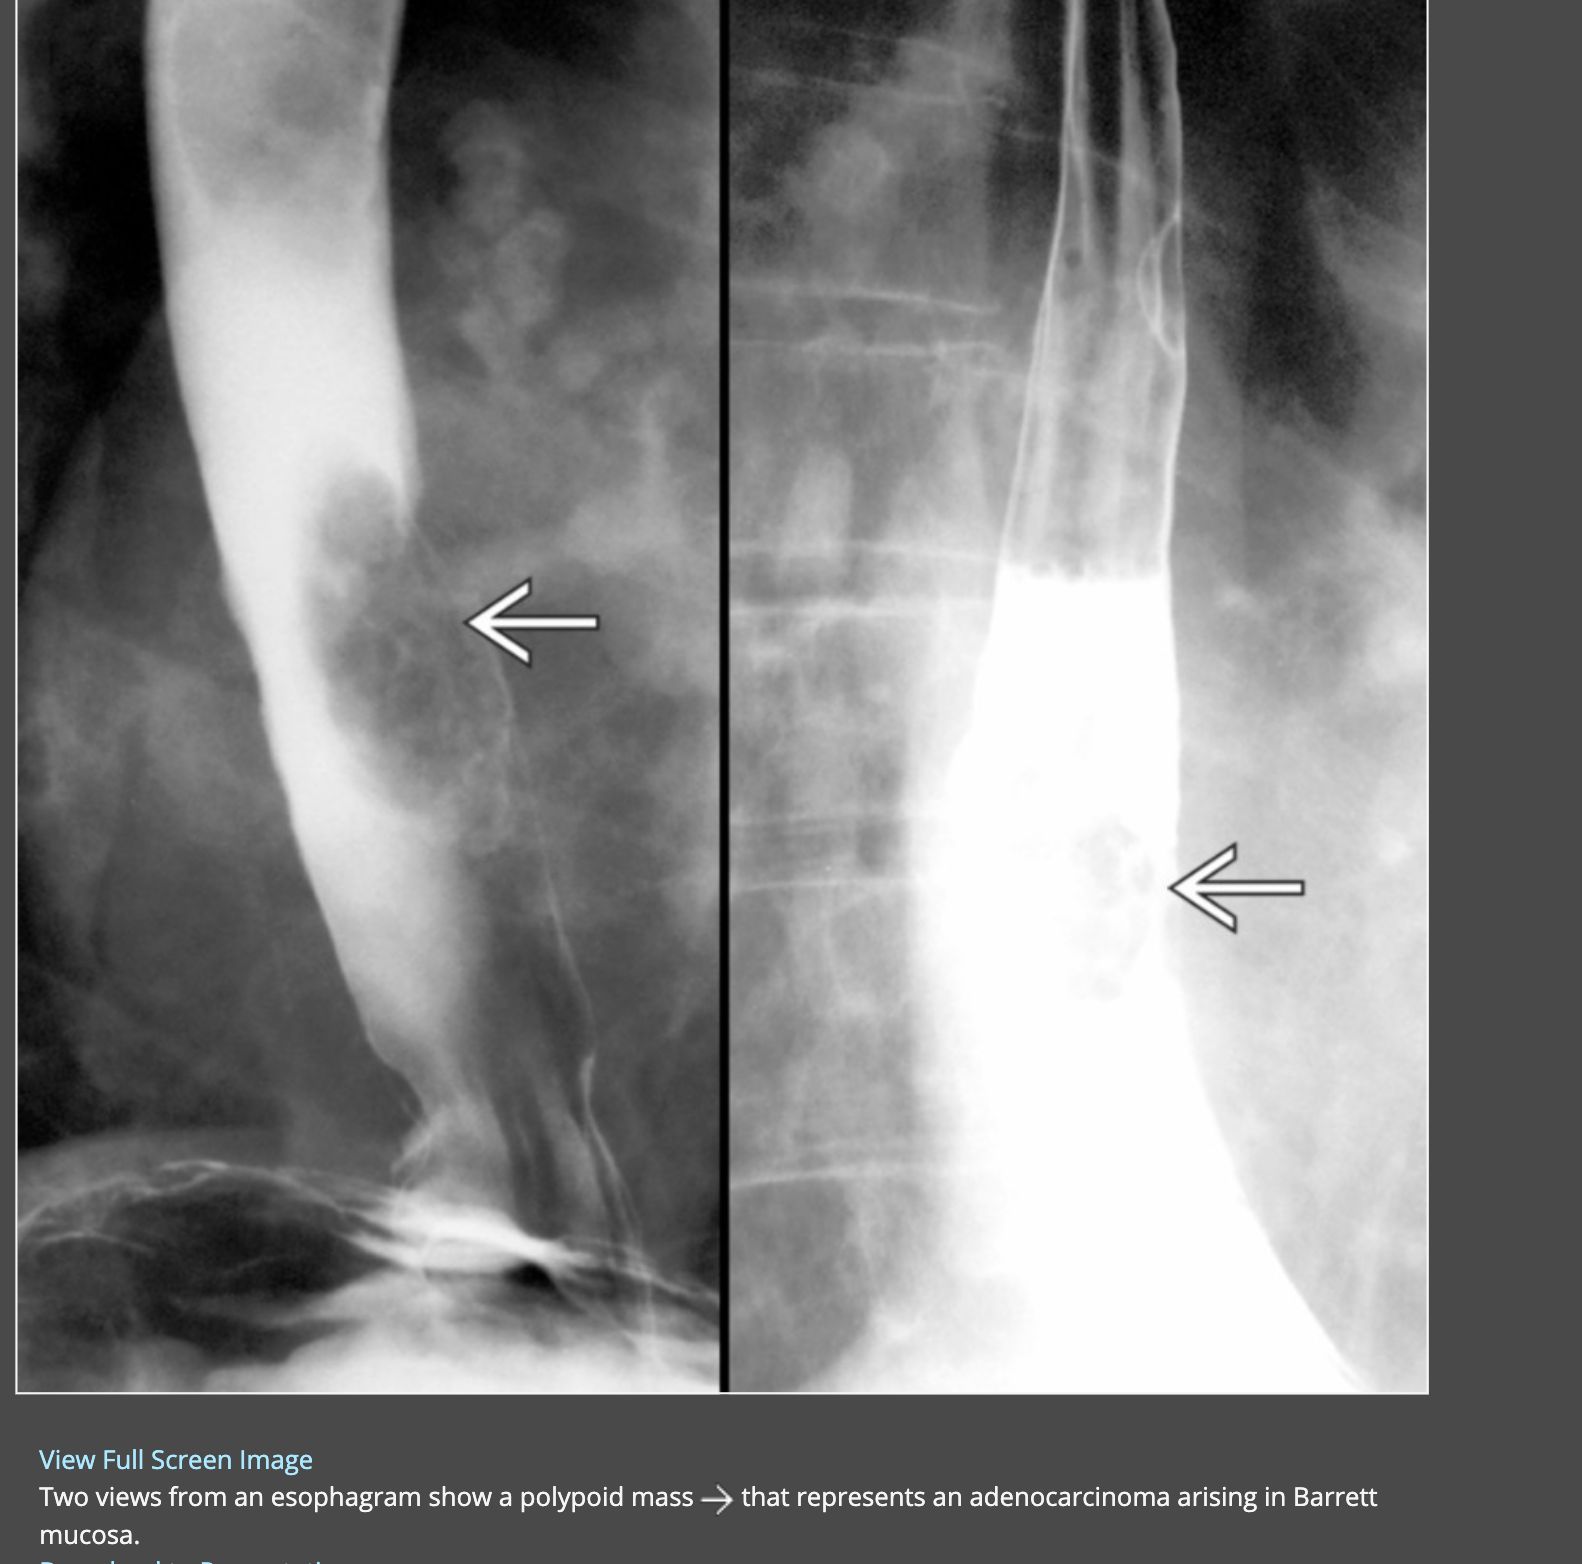 View Full Screen Image
Two views from an esophagram show a polypoid mass → that represents an adenocarcinoma arising in Barrett
mucosa.